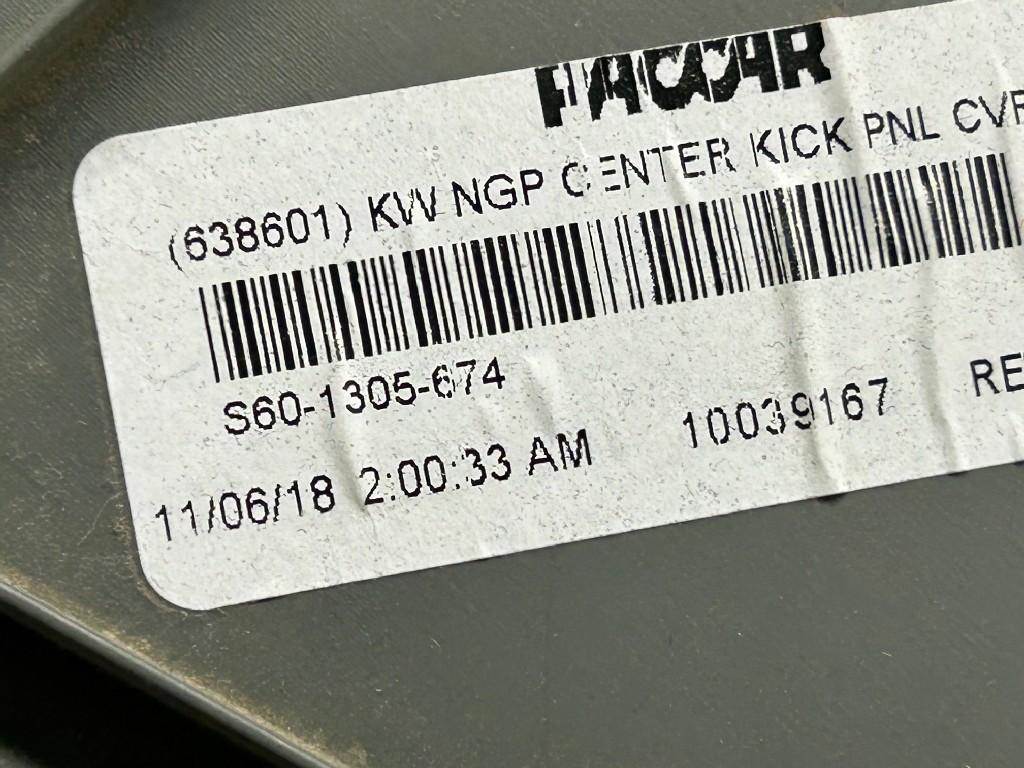 PACCAR
(638601) KW NGP CENTER KICK PNL CVR
S60-1305-674
11/06/18 2:00:33 AM 10039167